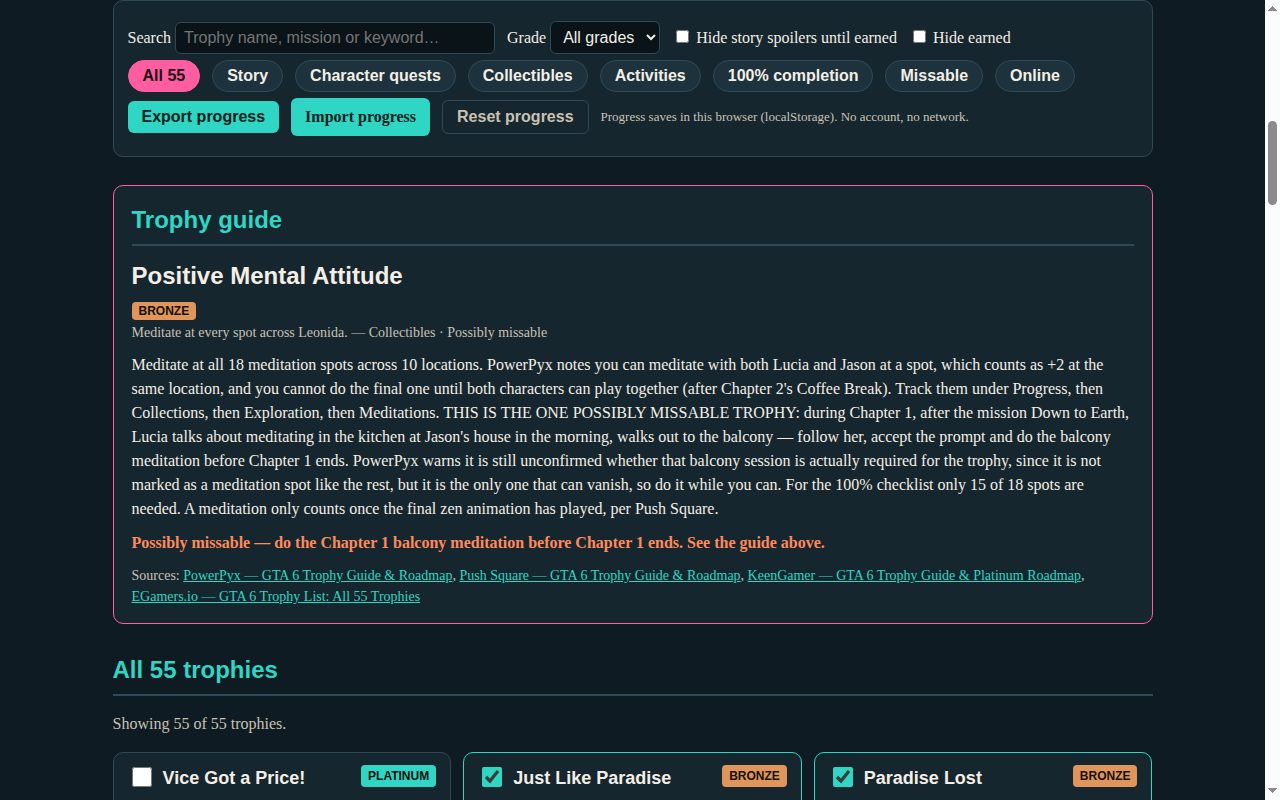 Search Trophy name, mission or keyword… Grade All grades Hide story spoilers until earned Hide earned
All 55 Story Character quests Collectibles Activities 100% completion Missable Online
Export progress Import progress Reset progress Progress saves in this browser (localStorage). No account, no network.
Trophy guide
Positive Mental Attitude
BRONZE
Meditate at every spot across Leonida. — Collectibles · Possibly missable
Meditate at all 18 meditation spots across 10 locations. PowerPyx notes you can meditate with both Lucia and Jason at a spot, which counts as +2 at the
same location, and you cannot do the final one until both characters can play together (after Chapter 2's Coffee Break). Track them under Progress, then
Collections, then Exploration, then Meditations. THIS IS THE ONE POSSIBLY MISSABLE TROPHY: during Chapter 1, after the mission Down to Earth,
Lucia talks about meditating in the kitchen at Jason's house in the morning, walks out to the balcony — follow her, accept the prompt and do the balcony
meditation before Chapter 1 ends. PowerPyx warns it is still unconfirmed whether that balcony session is actually required for the trophy, since it is not
marked as a meditation spot like the rest, but it is the only one that can vanish, so do it while you can. For the 100% checklist only 15 of 18 spots are
needed. A meditation only counts once the final zen animation has played, per Push Square.
Possibly missable — do the Chapter 1 balcony meditation before Chapter 1 ends. See the guide above.
Sources: PowerPyx — GTA 6 Trophy Guide & Roadmap, Push Square — GTA 6 Trophy Guide & Roadmap, KeenGamer — GTA 6 Trophy Guide & Platinum Roadmap,
EGamers.io — GTA 6 Trophy List: All 55 Trophies
All 55 trophies
Showing 55 of 55 trophies.
Vice Got a Price! PLATINUM Just Like Paradise BRONZE Paradise Lost BRONZE